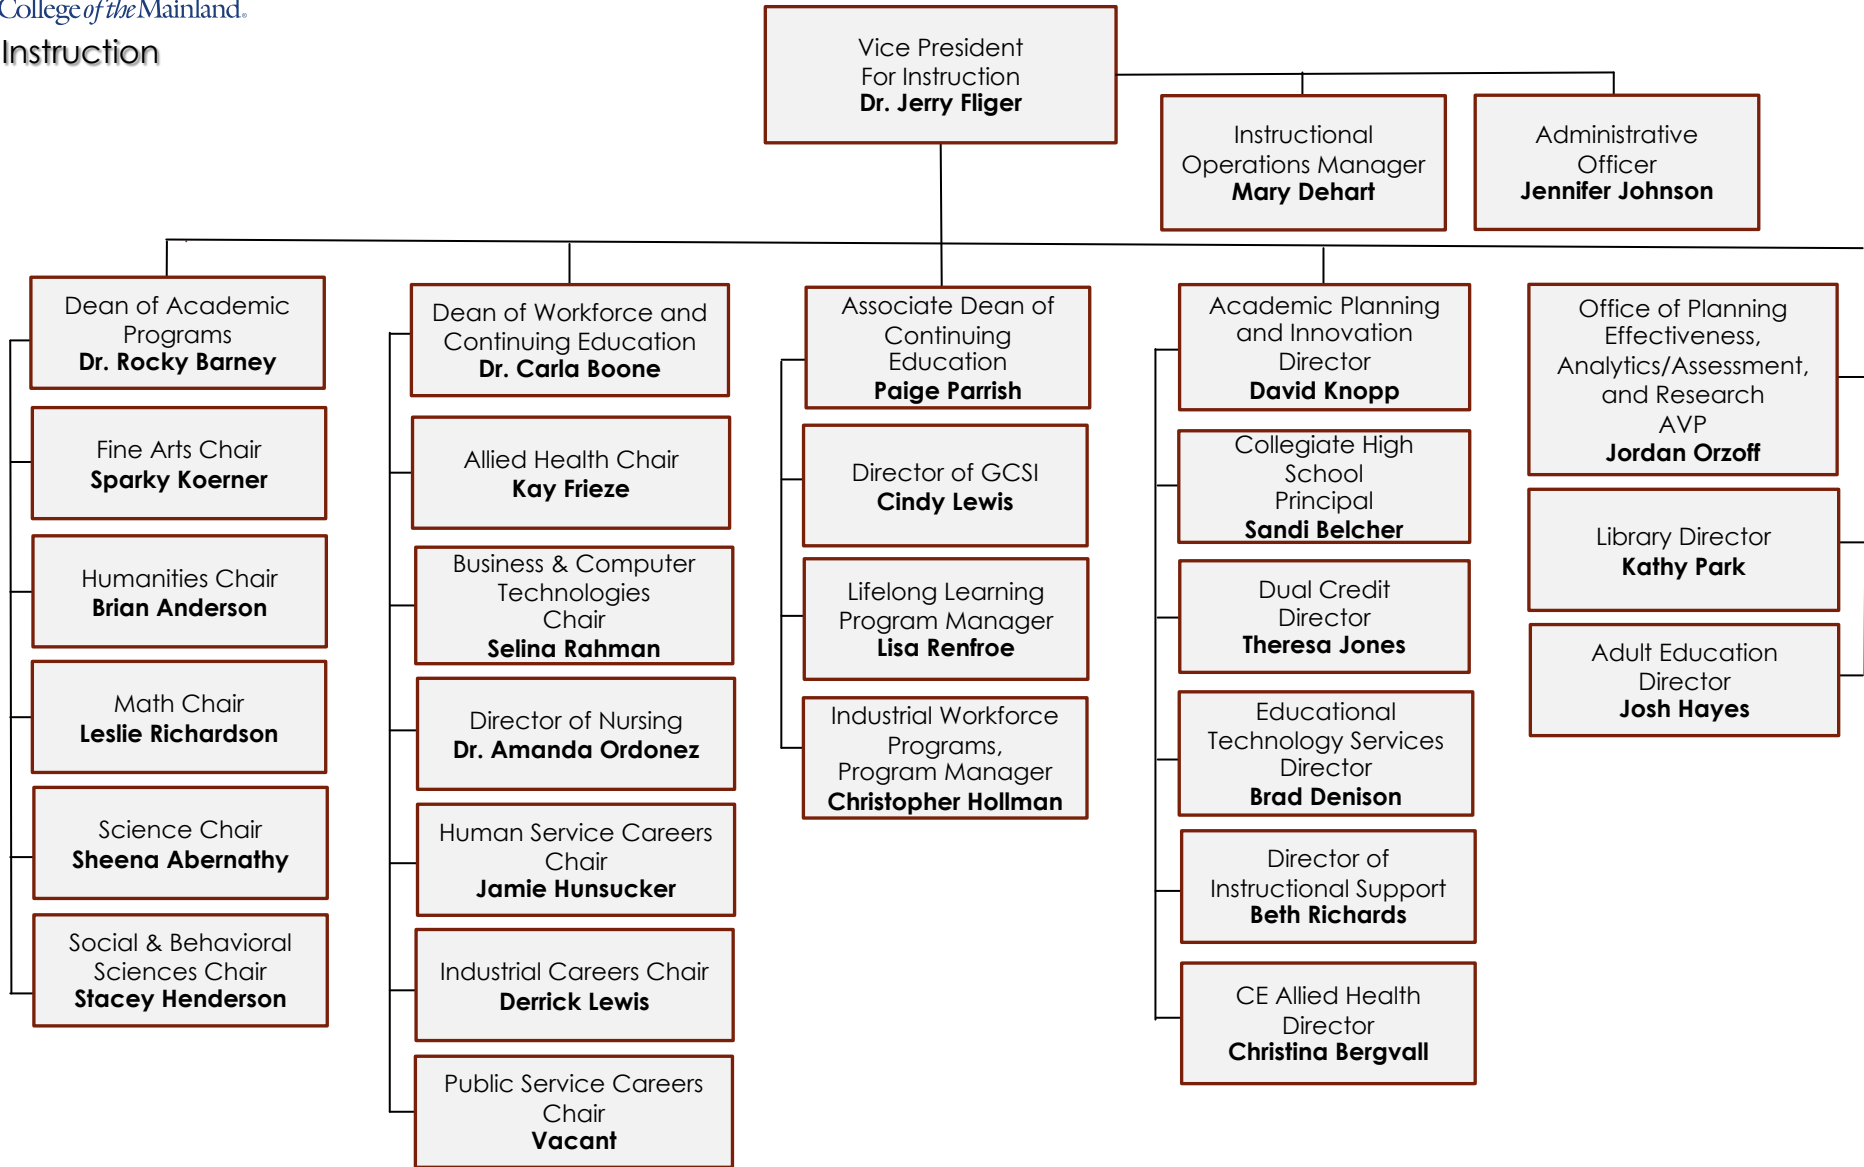 College of the Mainland®
Instruction
Vice President
For Instruction
Dr. Jerry Fliger
Instructional
Operations Manager
Mary Dehart
Administrative
Officer
Jennifer Johnson
Dean of Academic
Programs
Dr. Rocky Barney
Fine Arts Chair
Sparky Koerner
Humanities Chair
Brian Anderson
Math Chair
Leslie Richardson
Science Chair
Sheena Abernathy
Social & Behavioral
Sciences Chair
Stacey Henderson
Dean of Workforce and
Continuing Education
Dr. Carla Boone
Allied Health Chair
Kay Frieze
Business & Computer
Technologies
Chair
Selina Rahman
Director of Nursing
Dr. Amanda Ordonez
Human Service Careers
Chair
Jamie Hunsucker
Industrial Careers Chair
Derrick Lewis
Public Service Careers
Chair
Vacant
Associate Dean of
Continuing
Education
Paige Parrish
Director of GCSI
Cindy Lewis
Lifelong Learning
Program Manager
Lisa Renfroe
Industrial Workforce
Programs,
Program Manager
Christopher Hollman
Academic Planning
and Innovation
Director
David Knopp
Collegiate High
School
Principal
Sandi Belcher
Dual Credit
Director
Theresa Jones
Educational
Technology Services
Director
Brad Denison
Director of
Instructional Support
Beth Richards
CE Allied Health
Director
Christina Bergvall
Office of Planning
Effectiveness,
Analytics/Assessment,
and Research
AVP
Jordan Orzoff
Library Director
Kathy Park
Adult Education
Director
Josh Hayes